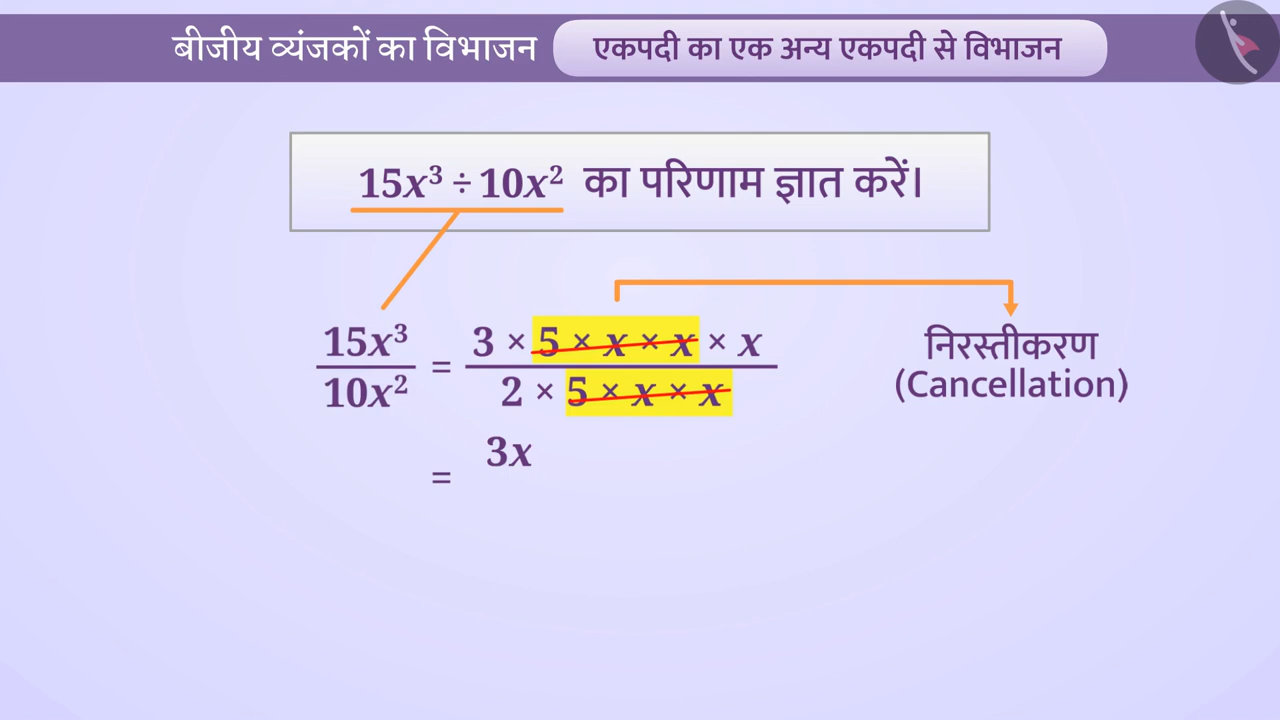 बीजीय व्यंजकों का विभाजन एकपदी का एक अन्य एकपदी से विभाजन
15x³ ÷ 10x² का परिणाम ज्ञात करें।
15x³
10x²
=
3 × 5 × x × x × x
2 × 5 × x × x
निरस्तीकरण
(Cancellation)
= 3x